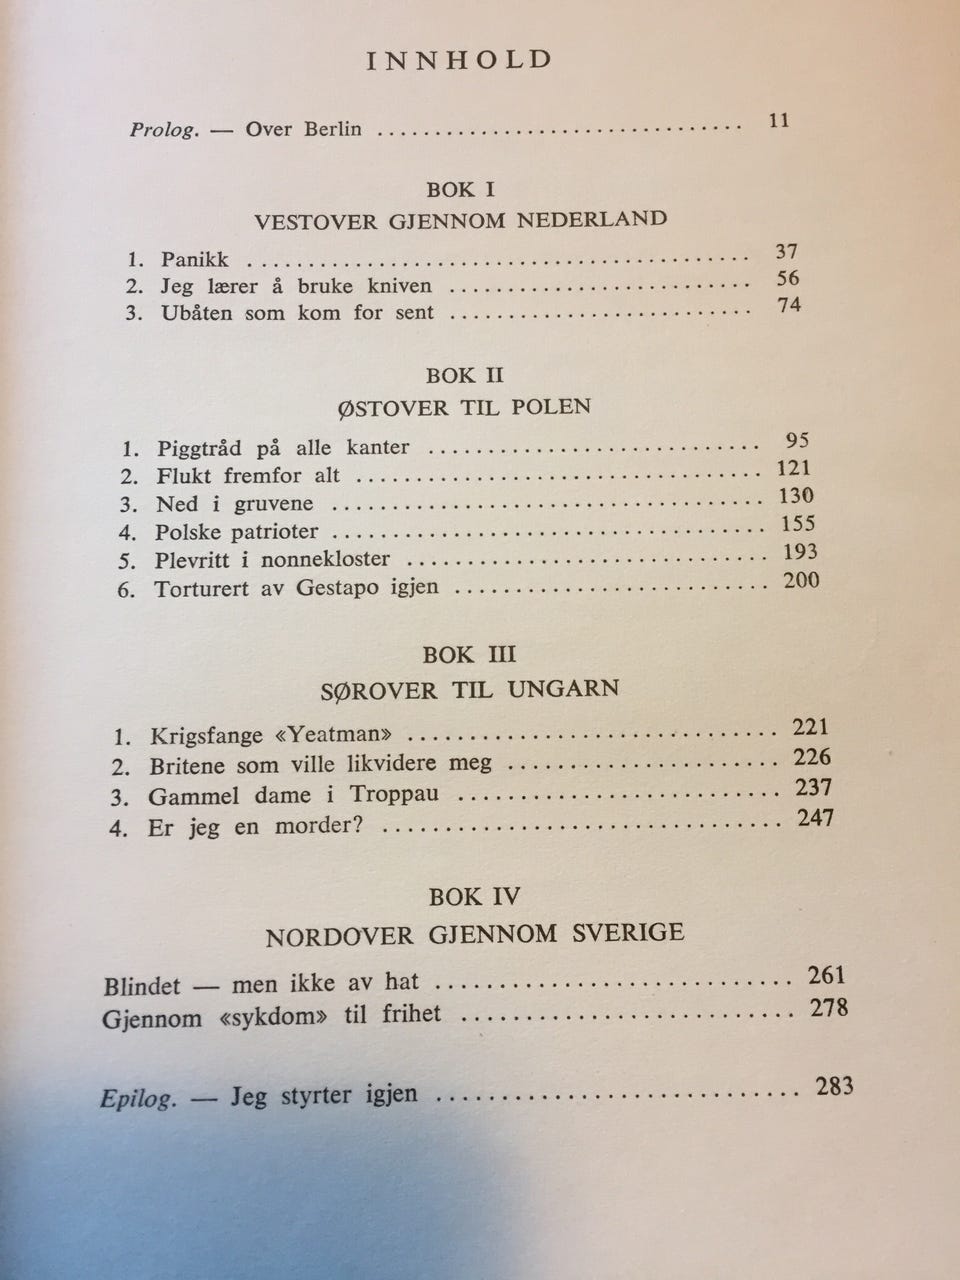 INNHOLD
Prolog. — Over Berlin ................................ 11
BOK I
VESTOVER GJENNOM NEDERLAND
1. Panikk ........................................... 37
2. Jeg lærer å bruke kniven .......................... 56
3. Ubåten som kom for sent .......................... 74
BOK II
ØSTOVER TIL POLEN
1. Piggtråd på alle kanter ............................. 95
2. Flukt fremfor alt .................................... 121
3. Ned i gruvene ...................................... 130
4. Polske patrioter ...................................... 155
5. Plevritt i nonnekloster ............................... 193
6. Torturert av Gestapo igjen ........................... 200
BOK III
SØROVER TIL UNGARN
1. Krigsfange «Yeatman» ............................... 221
2. Britene som ville likvidere meg ....................... 226
3. Gammel dame i Troppau ........................... 237
4. Er jeg en morder? ................................. 247
BOK IV
NORDOVER GJENNOM SVERIGE
Blindet — men ikke av hat ............................ 261
Gjennom «sykdom» til frihet .......................... 278
Epilog. — Jeg styrter igjen ............................ 283